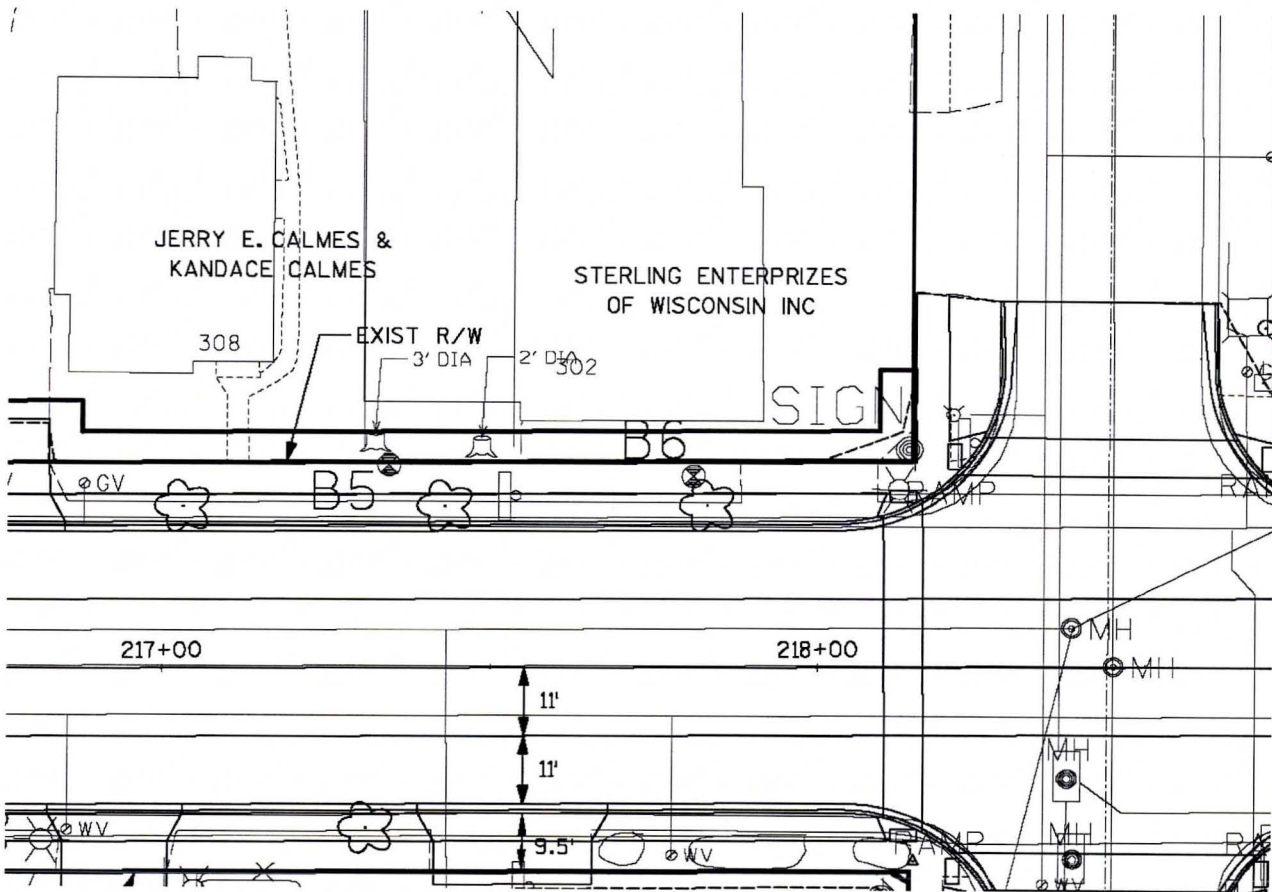 JERRY E. CALMES &
KANDACE CALMES
STERLING ENTERPRIZES
OF WISCONSIN INC
308
EXIST R/W
3' DIA
2' DIA
302
SIGN
B6
GV
B5
RAMP
217+00
218+00
MH
MH
11'
11'
MH
WV
9.5'
WV
RAMP
MH
WV